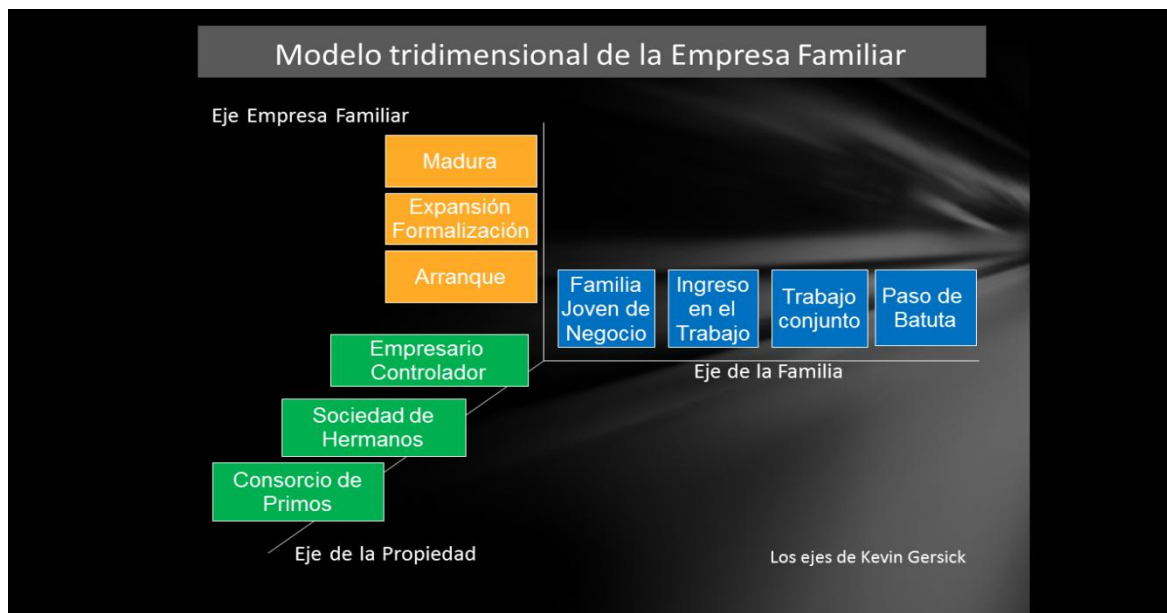 Modelo tridimensional de la Empresa Familiar
Eje Empresa Familiar
Madura
Expansión
Formalización
Arranque
Familia
Joven de
Negocio
Ingreso
en el
Trabajo
Trabajo
conjunto
Paso de
Batuta
Empresario
Controlador
Eje de la Familia
Sociedad de
Hermanos
Consorcio de
Primos
Eje de la Propiedad
Los ejes de Kevin Gersick